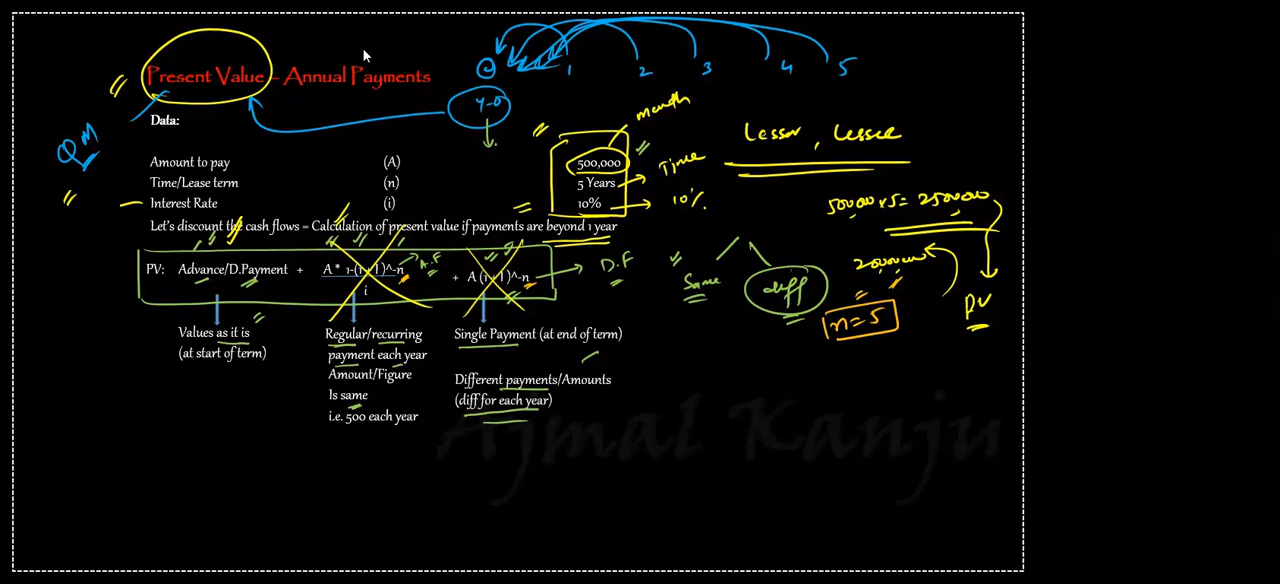 0 1 2 3 4 5
Present Value – Annual Payments
Y-0
month
QM
Data:
Lessor, Lessee
Amount to pay (A) 500,000
Time
Time/Lease term (n) 5 Years
Interest Rate (i) 10% 10%
500000 x 5 = 2500000
Let's discount the cash flows = Calculation of present value if payments are beyond 1 year
PV: Advance/D.Payment + A * 1-(1+i)^-n + A (1+i)^-n
i
A.F
D.F
Same diff
2000000
PV
n=5
Values as it is Regular/recurring Single Payment (at end of term)
(at start of term) payment each year
Amount/Figure Different payments/Amounts
Is same (diff for each year)
i.e. 500 each year
Ajmal Kanju